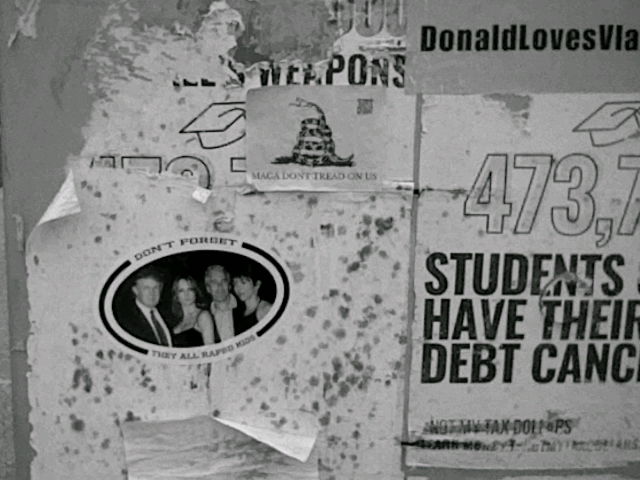 DonaldLovesVla
WEAPONS
MAGA DONT TREAD ON US
473,7
STUDENTS
HAVE THEIR
DEBT CANC
DON'T FORGET
THEY ALL RAPED KIDS
NOT MY TAX DOLLARS